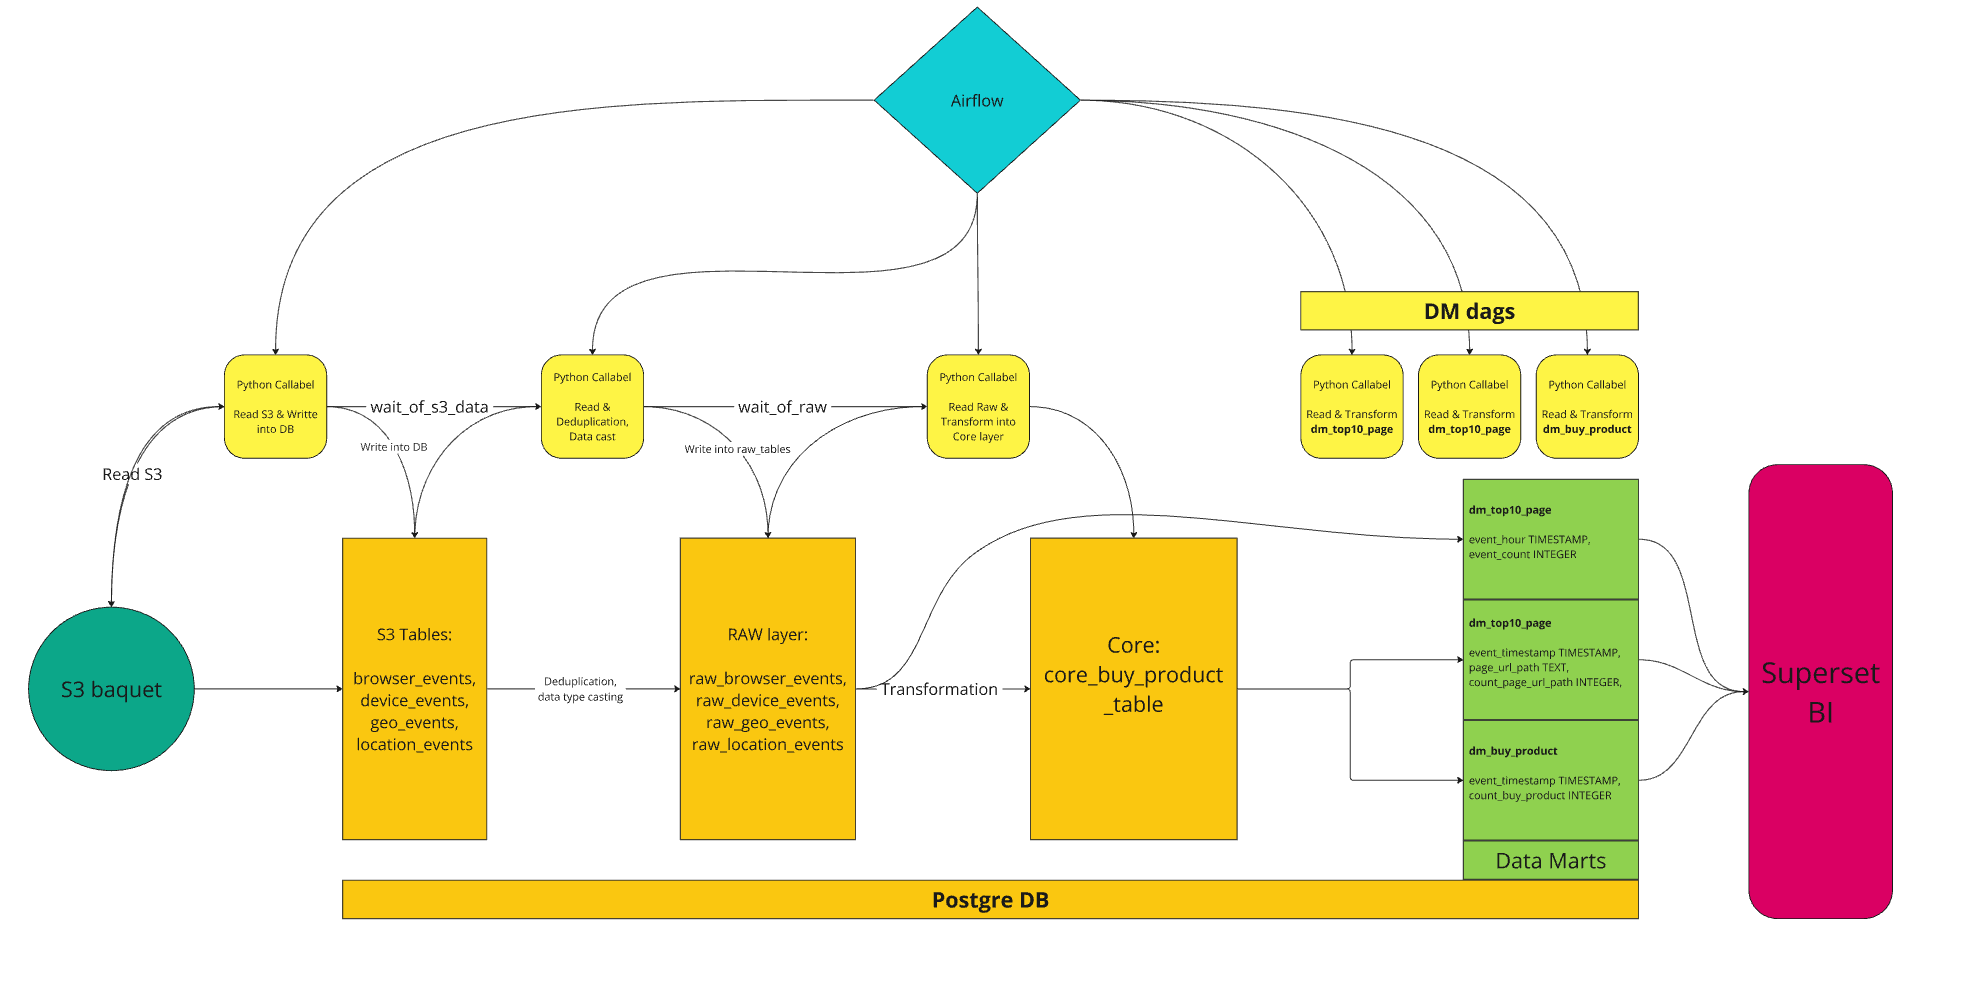 Airflow
DM dags
Python Callabel
Read S3 & Writte
into DB
wait_of_s3_data
Python Callabel
Read &
Deduplication,
Data cast
wait_of_raw
Python Callabel
Read Raw &
Transform into
Core layer
Python Callabel
Read & Transform
dm_top10_page
Python Callabel
Read & Transform
dm_top10_page
Python Callabel
Read & Transform
dm_buy_product
Read S3
Write into DB
Write into raw_tables
S3 baquet
S3 Tables:
browser_events,
device_events,
geo_events,
location_events
Deduplication,
data type casting
RAW layer:
raw_browser_events,
raw_device_events,
raw_geo_events,
raw_location_events
Transformation
Core:
core_buy_product
_table
dm_top10_page
event_hour TIMESTAMP,
event_count INTEGER
dm_top10_page
event_timestamp TIMESTAMP,
page_url_path TEXT,
count_page_url_path INTEGER,
dm_buy_product
event_timestamp TIMESTAMP,
count_buy_product INTEGER
Data Marts
Superset
BI
Postgre DB